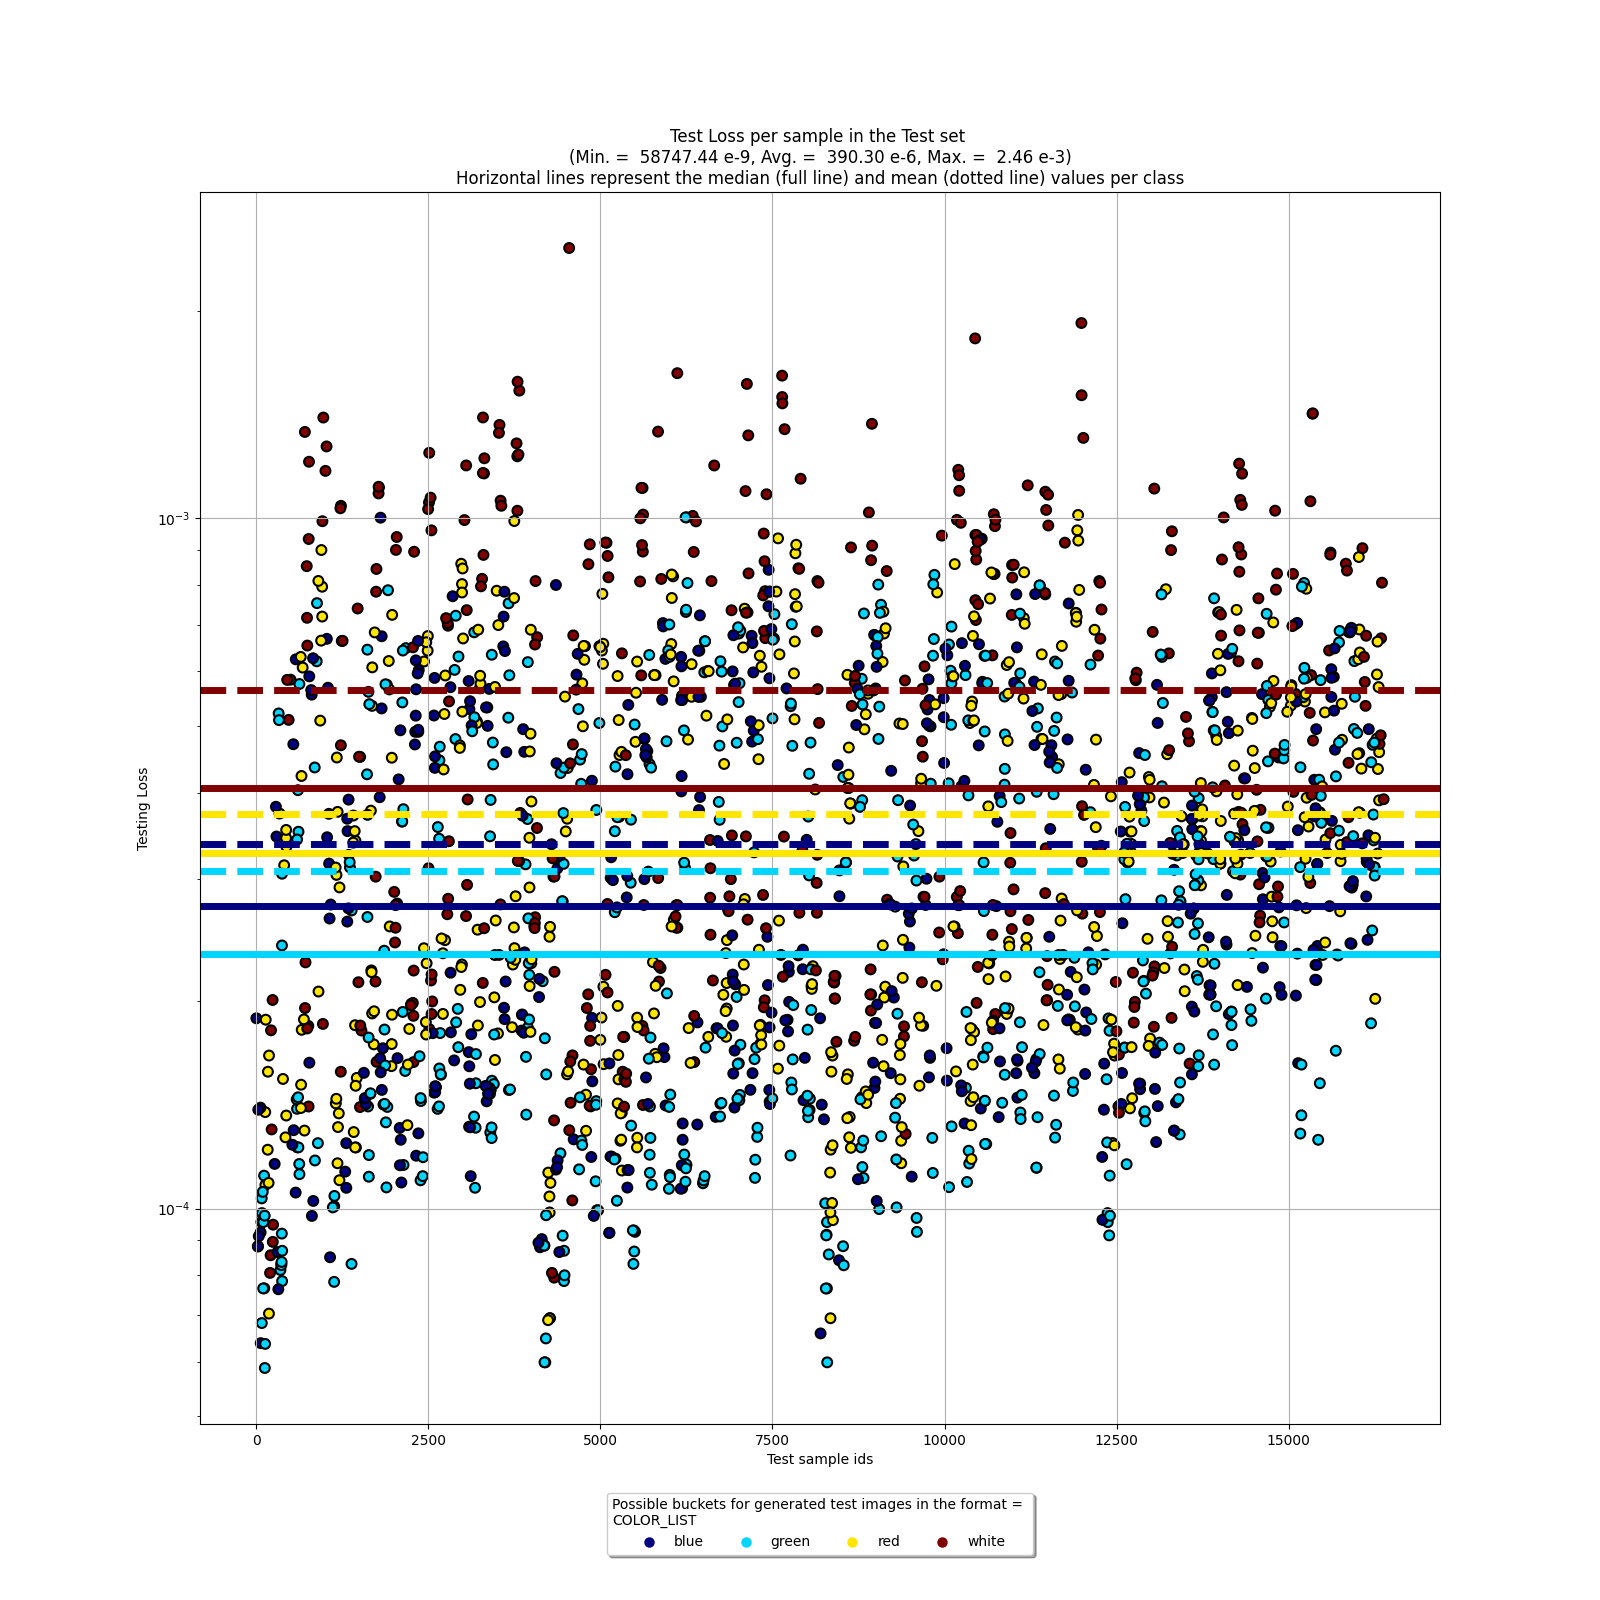 Test Loss per sample in the Test set
(Min. = 58747.44 e-9, Avg. = 390.30 e-6, Max. = 2.46 e-3)
Horizontal lines represent the median (full line) and mean (dotted line) values per class
Testing Loss
10⁻³
10⁻⁴
0 2500 5000 7500 10000 12500 15000
Test sample ids
Possible buckets for generated test images in the format =
COLOR_LIST
blue green red white